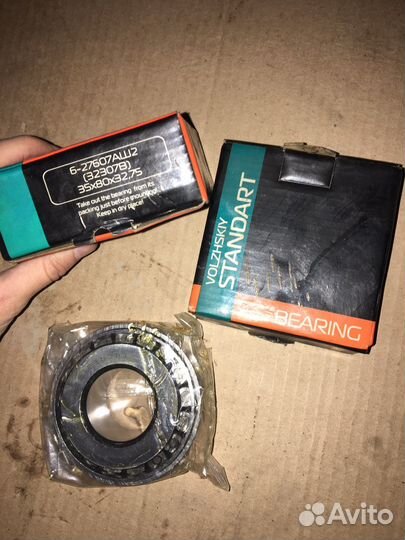 6-27607АШ2
(32307B)
35x80x32.75
Take out the bearing from its
packing just before mounting!
Keep in dry place!
VOLZHSKIY
STANDART
BEARING
Avito